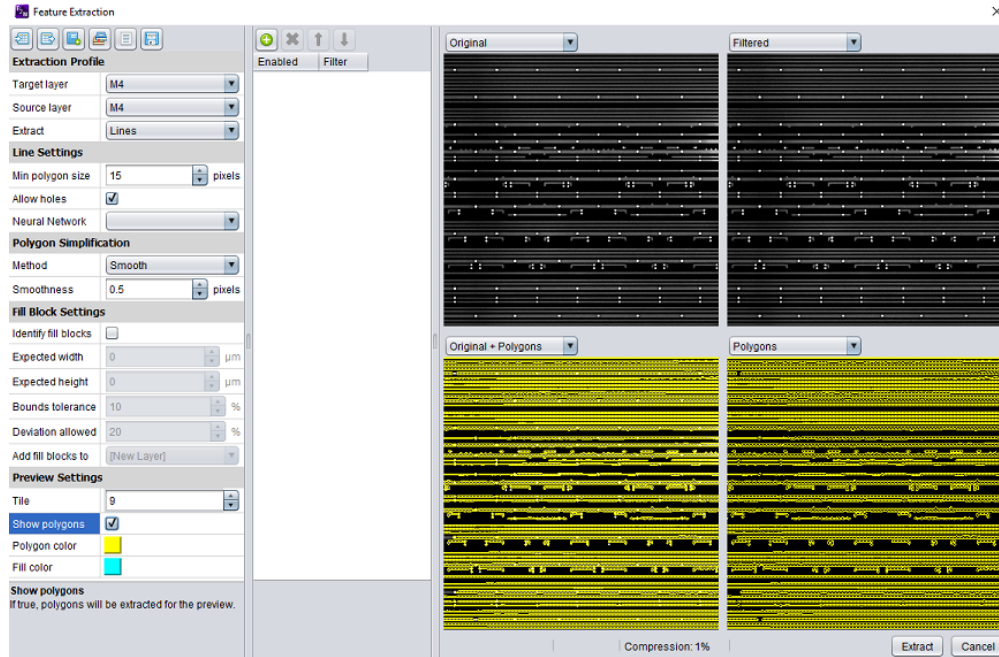 Feature Extraction
Extraction Profile
Target layer M4
Source layer M4
Extract Lines
Line Settings
Min polygon size 15 pixels
Allow holes
Neural Network
Polygon Simplification
Method Smooth
Smoothness 0.5 pixels
Fill Block Settings
Identify fill blocks
Expected width 0 µm
Expected height 0 µm
Bounds tolerance 10 %
Deviation allowed 20 %
Add fill blocks to [New Layer]
Preview Settings
Tile 9
Show polygons
Polygon color
Fill color
Show polygons
If true, polygons will be extracted for the preview.
Enabled Filter
Original Filtered
Original + Polygons Polygons
Compression: 1%
Extract Cancel